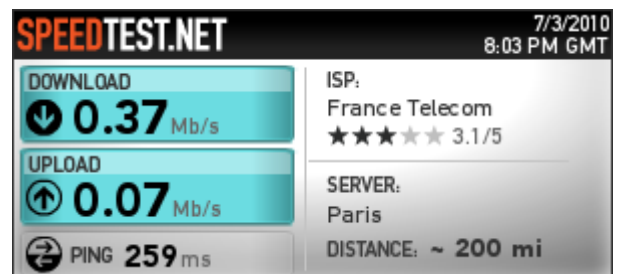 SPEEDTEST.NET
7/3/2010
8:03 PM GMT
DOWNLOAD
0.37 Mb/s
UPLOAD
0.07 Mb/s
PING 259 ms
ISP:
France Telecom
3.1/5
SERVER:
Paris
DISTANCE: ~ 200 mi